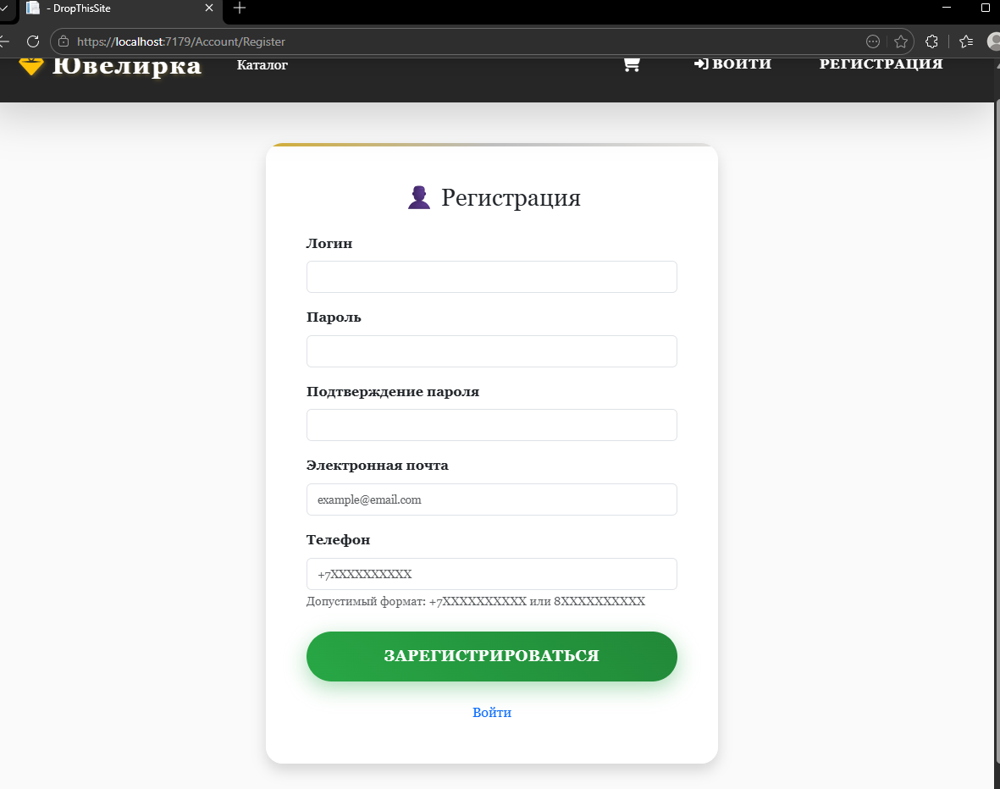 - DropThisSite
https://localhost:7179/Account/Register
Ювелирка Каталог ВОЙТИ РЕГИСТРАЦИЯ
Регистрация
Логин
Пароль
Подтверждение пароля
Электронная почта
example@email.com
Телефон
+7XXXXXXXXXX
Допустимый формат: +7XXXXXXXXXX или 8XXXXXXXXXX
ЗАРЕГИСТРИРОВАТЬСЯ
Войти